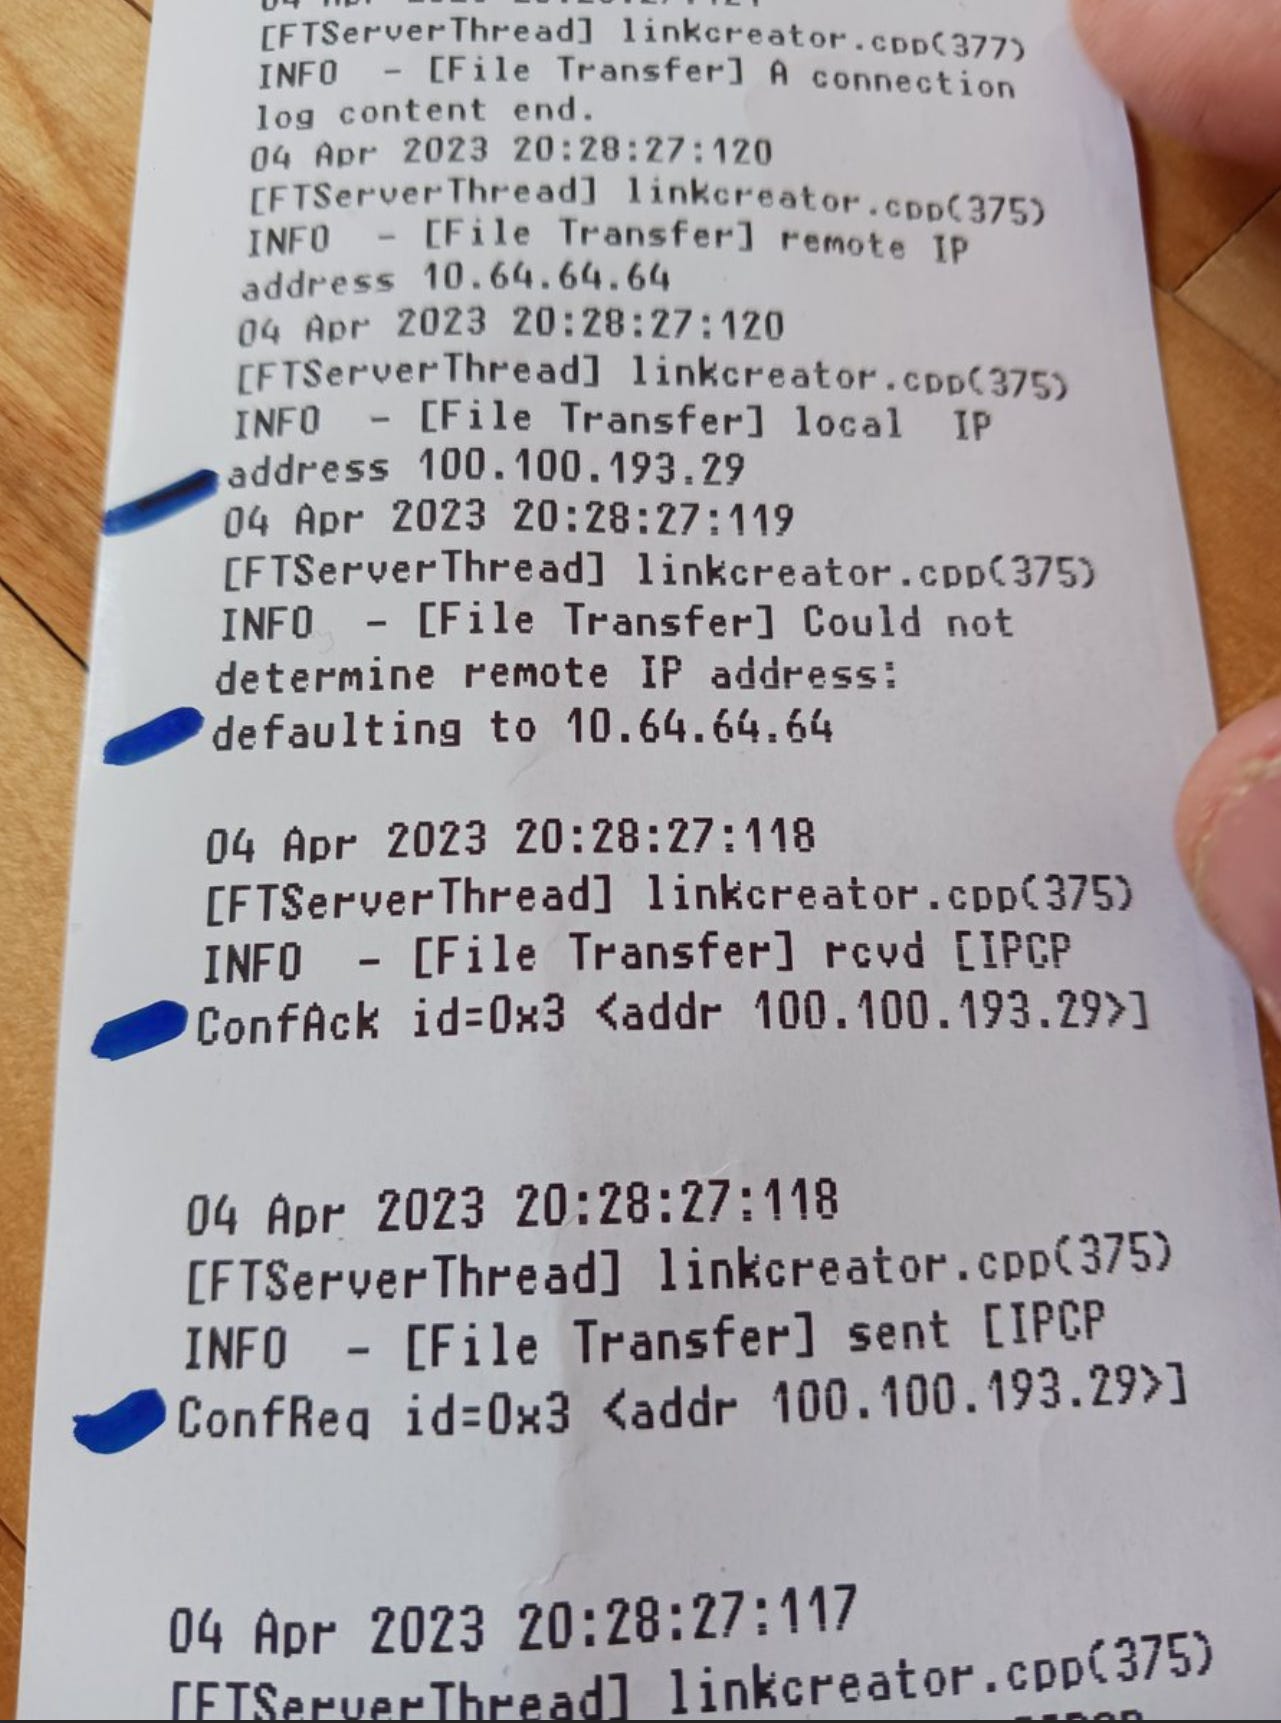 [FTServerThread] linkcreator.cpp(377)
INFO - [File Transfer] A connection
log content end.
04 Apr 2023 20:28:27:120
[FTServerThread] linkcreator.cpp(375)
INFO - [File Transfer] remote IP
address 10.64.64.64
04 Apr 2023 20:28:27:120
[FTServerThread] linkcreator.cpp(375)
INFO - [File Transfer] local IP
address 100.100.193.29
04 Apr 2023 20:28:27:119
[FTServerThread] linkcreator.cpp(375)
INFO - [File Transfer] Could not
determine remote IP address:
defaulting to 10.64.64.64
04 Apr 2023 20:28:27:118
[FTServerThread] linkcreator.cpp(375)
INFO - [File Transfer] rcvd [IPCP
ConfAck id=0x3 <addr 100.100.193.29>]
04 Apr 2023 20:28:27:118
[FTServerThread] linkcreator.cpp(375)
INFO - [File Transfer] sent [IPCP
ConfReq id=0x3 <addr 100.100.193.29>]
04 Apr 2023 20:28:27:117
[FTServerThread] linkcreator.cpp(375)